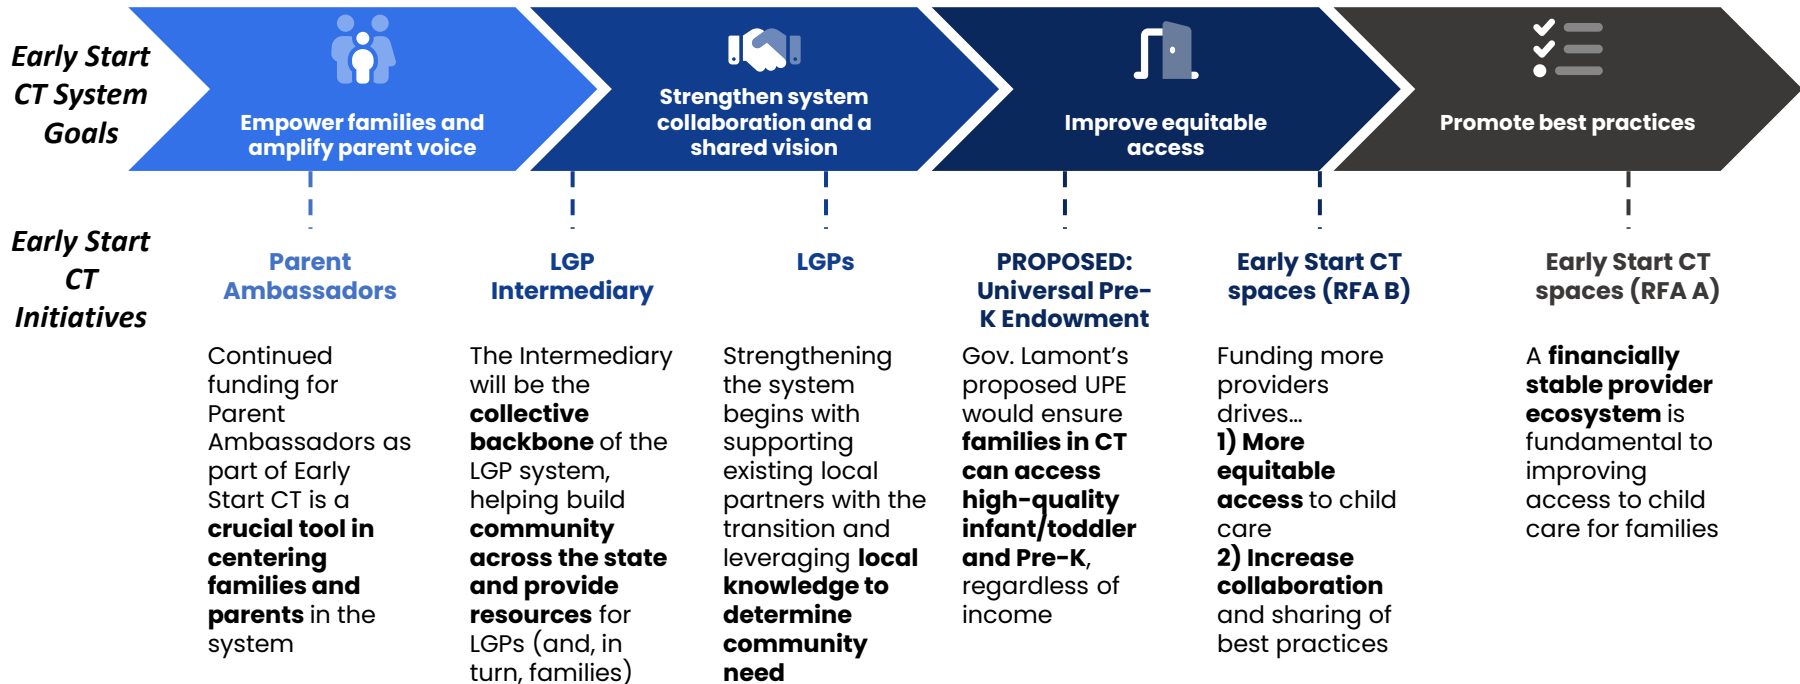 Early Start
CT System
Goals
Empower families and
amplify parent voice
Strengthen system
collaboration and a
shared vision
Improve equitable
access
Promote best practices
Early Start
CT
Initiatives
Parent
Ambassadors
Continued
funding for
Parent
Ambassadors as
part of Early
Start CT is a
crucial tool in
centering
families and
parents in the
system
LGP
Intermediary
The Intermediary
will be the
collective
backbone of the
LGP system,
helping build
community
across the state
and provide
resources for
LGPs (and, in
turn, families)
LGPs
Strengthening
the system
begins with
supporting
existing local
partners with the
transition and
leveraging local
knowledge to
determine
community
need
PROPOSED:
Universal Pre-
K Endowment
Gov. Lamont's
proposed UPE
would ensure
families in CT
can access
high-quality
infant/toddler
and Pre-K,
regardless of
income
Early Start CT
spaces (RFA B)
Funding more
providers
drives…
1) More
equitable
access to child
care
2) Increase
collaboration
and sharing of
best practices
Early Start CT
spaces (RFA A)
A financially
stable provider
ecosystem is
fundamental to
improving
access to child
care for families